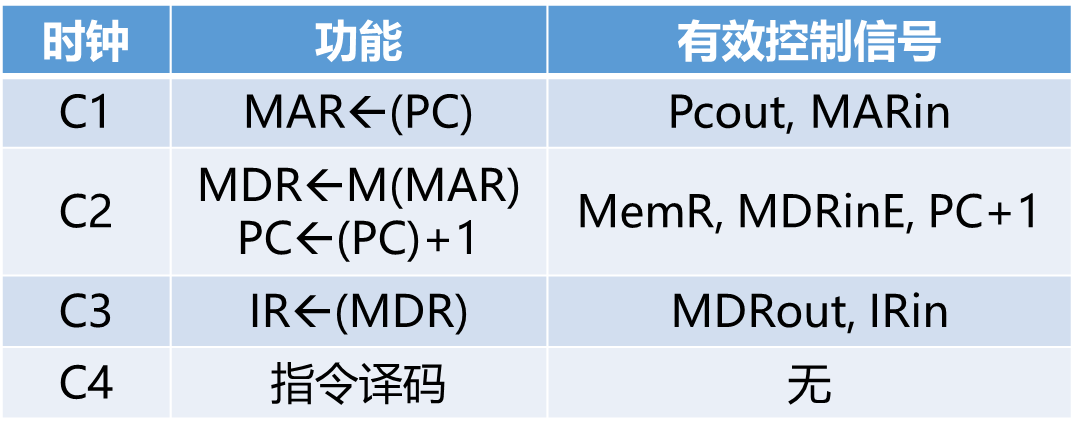 时钟 功能 有效控制信号
C1 MAR←(PC) Pcout, MARin
C2 MDR←M(MAR) MemR, MDRinE, PC+1
PC←(PC)+1
C3 IR←(MDR) MDRout, IRin
C4 指令译码 无